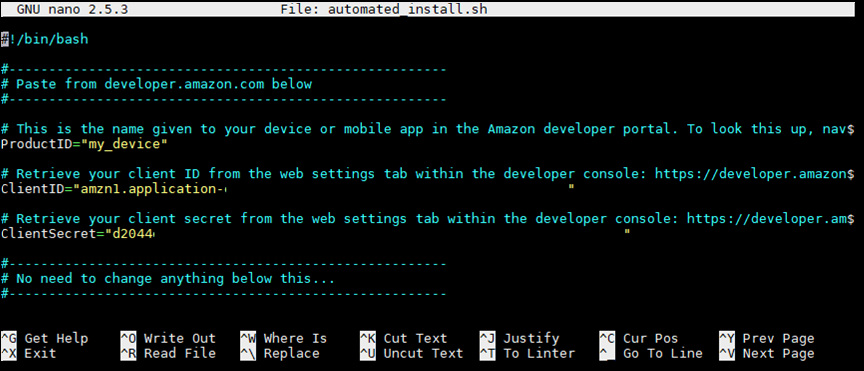 GNU nano 2.5.3 File: automated_install.sh
#!/bin/bash
#-------------------------------------------------------
# Paste from developer.amazon.com below
#-------------------------------------------------------
# This is the name given to your device or mobile app in the Amazon developer portal. To look this up, nav$
ProductID="my_device"
# Retrieve your client ID from the web settings tab within the developer console: https://developer.amazon$
ClientID="amzn1.application- "
# Retrieve your client secret from the web settings tab within the developer console: https://developer.am$
ClientSecret="d2044 "
#-------------------------------------------------------
# No need to change anything below this...
#-------------------------------------------------------
^G Get Help ^O Write Out ^W Where Is ^K Cut Text ^J Justify ^C Cur Pos ^Y Prev Page
^X Exit ^R Read File ^\ Replace ^U Uncut Text ^T To Linter ^_ Go To Line ^V Next Page